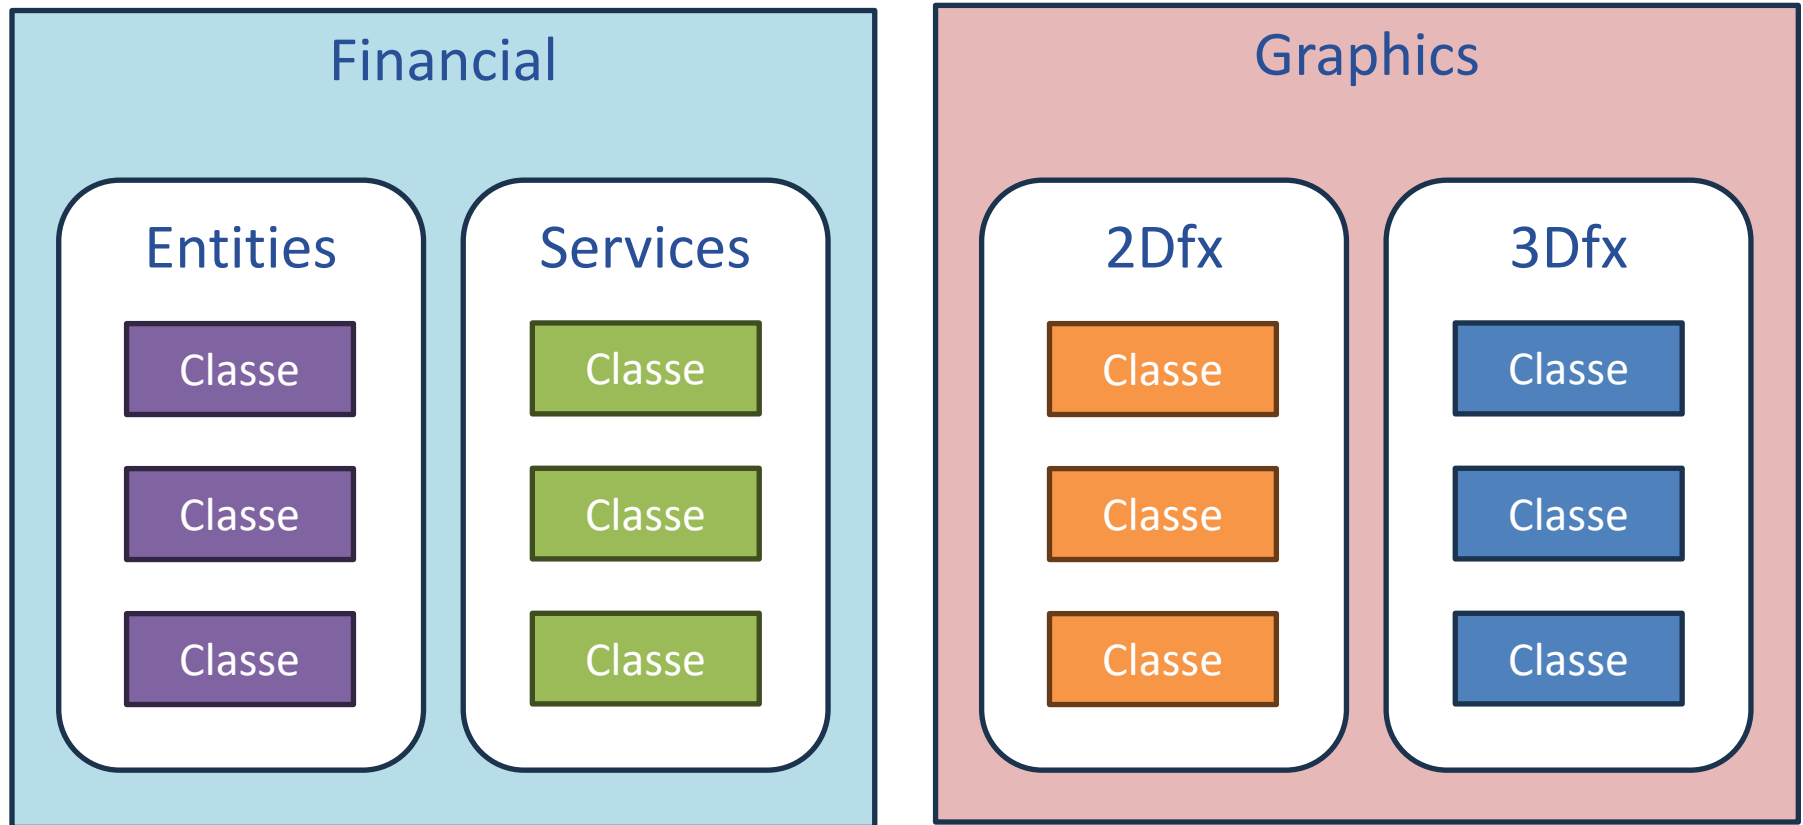 Financial
Entities
Classe
Classe
Classe
Services
Classe
Classe
Classe
Graphics
2Dfx
Classe
Classe
Classe
3Dfx
Classe
Classe
Classe